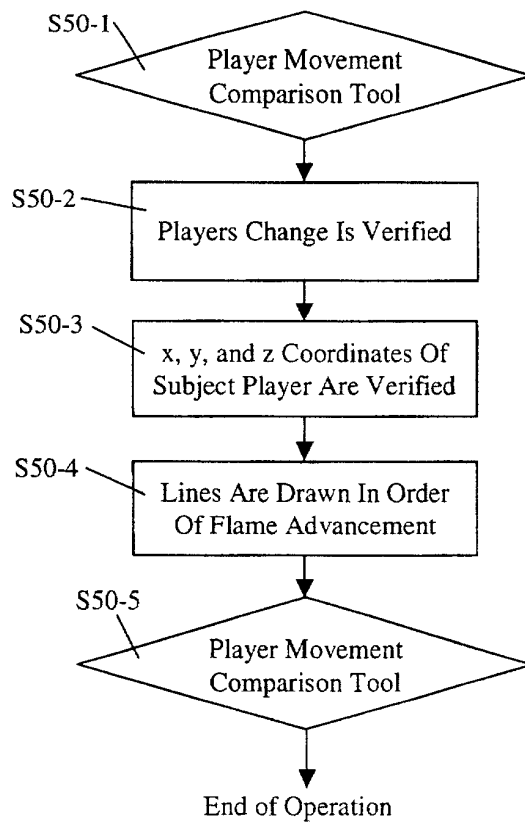 S50-1
Player Movement
Comparison Tool
S50-2
Players Change Is Verified
S50-3
x, y, and z Coordinates Of
Subject Player Are Verified
S50-4
Lines Are Drawn In Order
Of Flame Advancement
S50-5
Player Movement
Comparison Tool
End of Operation